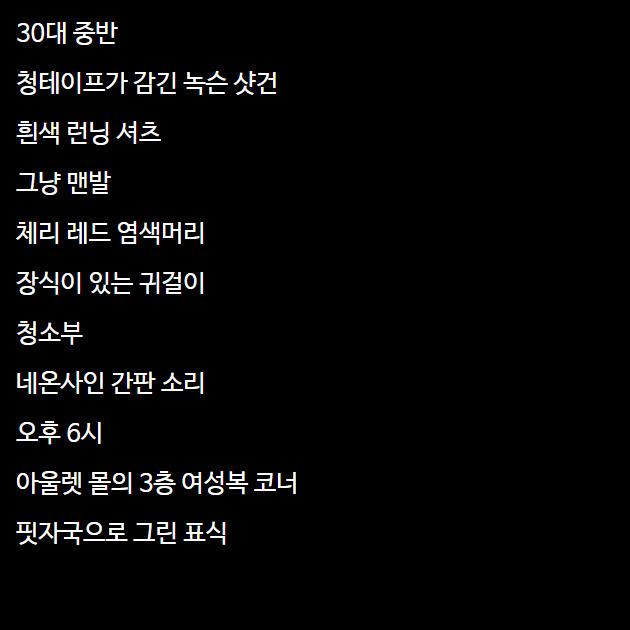 30대 중반
청테이프가 감긴 녹슨 샷건
흰색 런닝 셔츠
그냥 맨발
체리 레드 염색머리
장식이 있는 귀걸이
청소부
네온사인 간판 소리
오후 6시
아울렛 몰의 3층 여성복 코너
핏자국으로 그린 표식